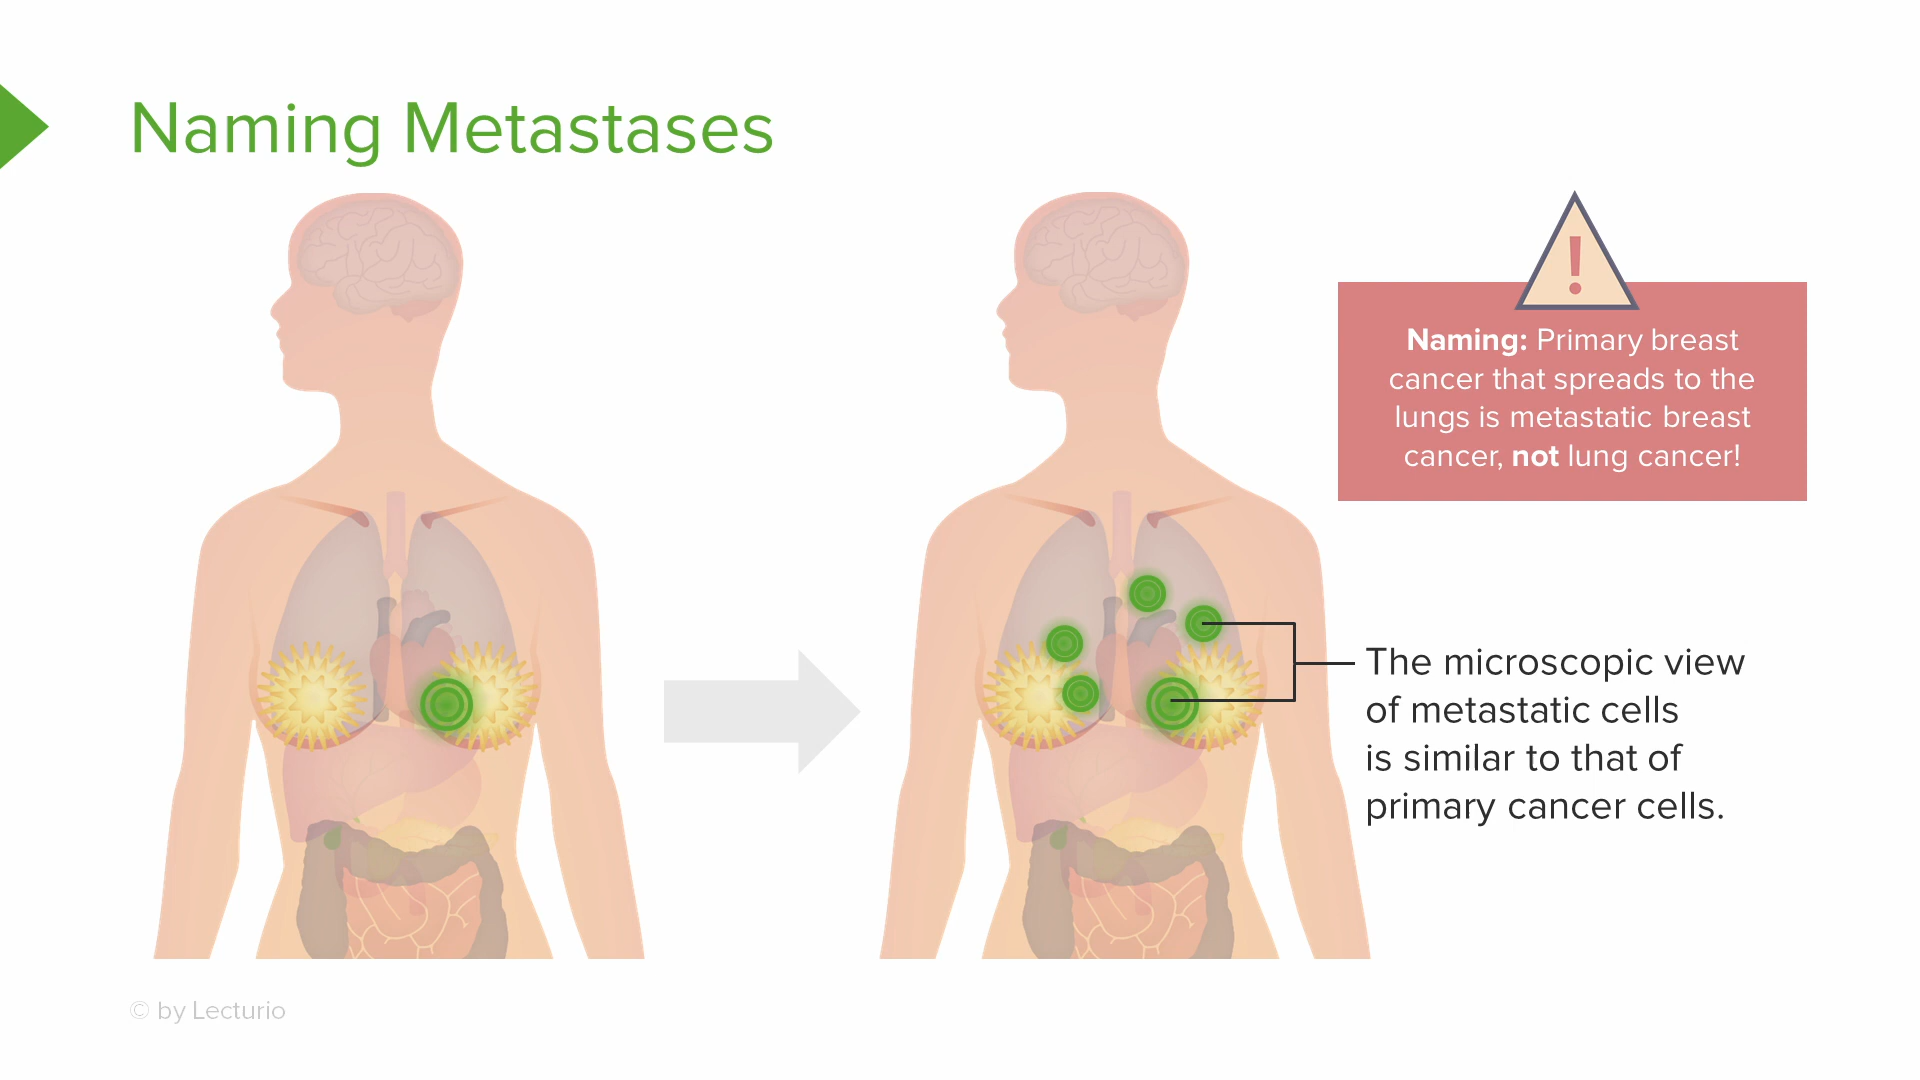 Naming Metastases
!
Naming: Primary breast
cancer that spreads to the
lungs is metastatic breast
cancer, not lung cancer!
The microscopic view
of metastatic cells
is similar to that of
primary cancer cells.
© by Lecturio